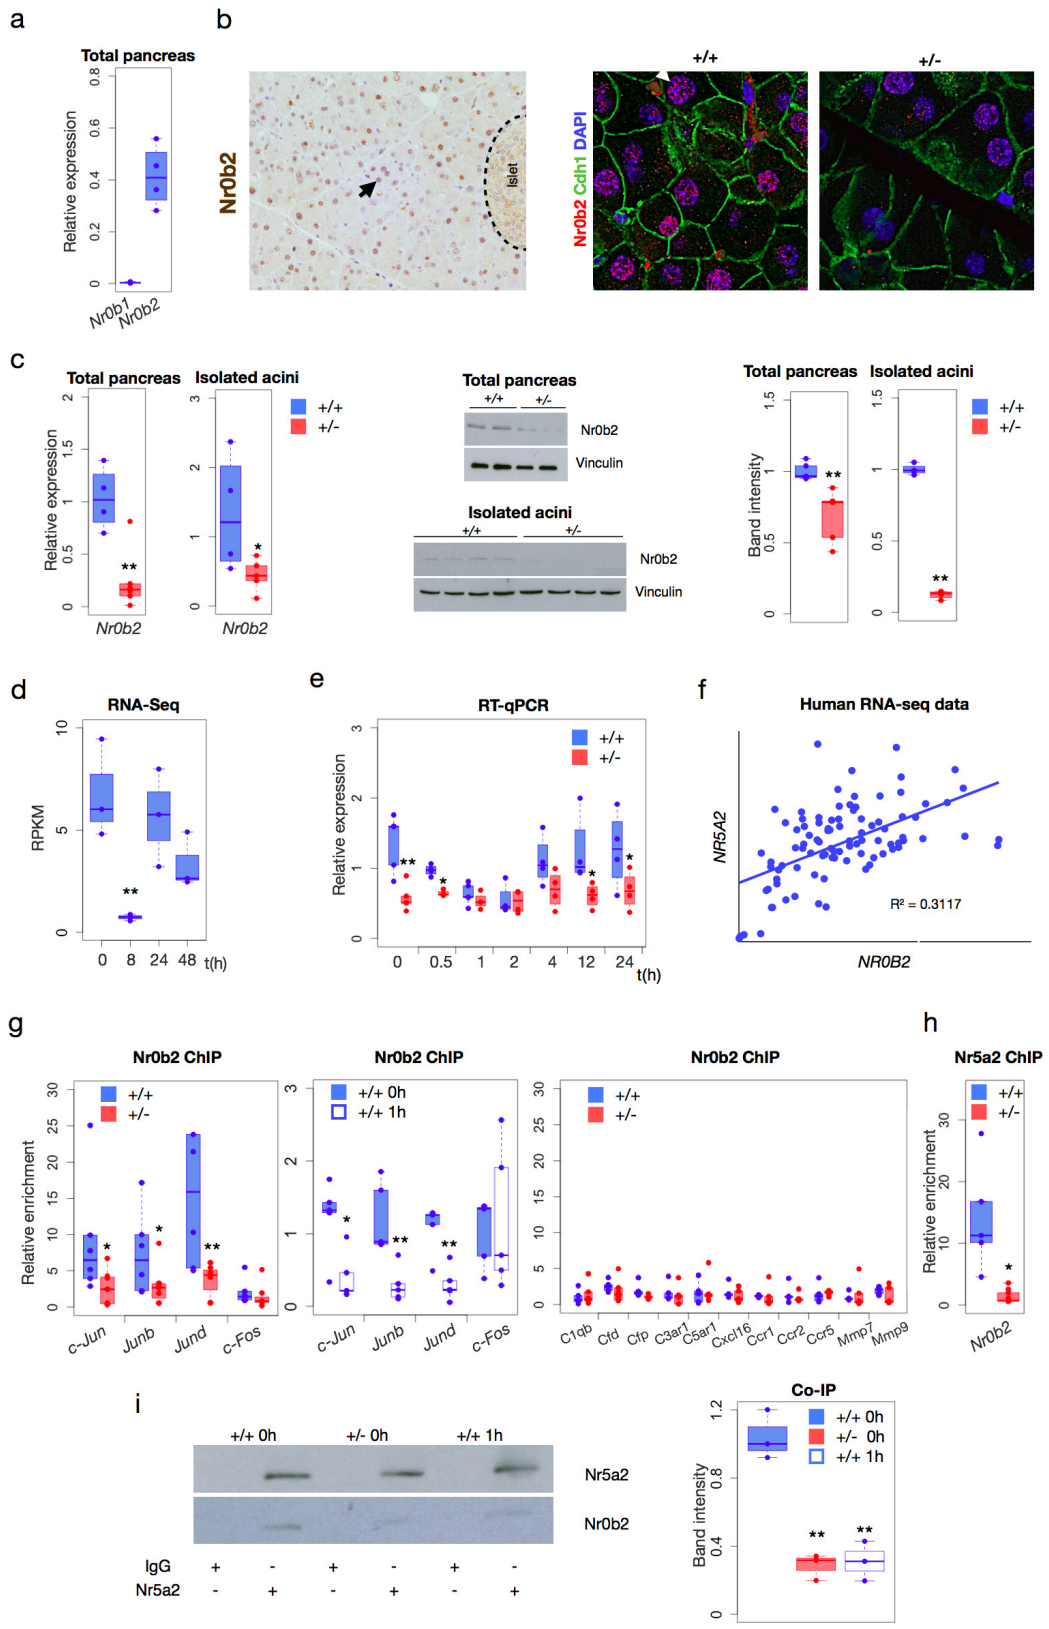 a
Total pancreas
Relative expression
0.8
0.6
0.4
0.2
0
Nr0b1
Nr0b2
b
Nr0b2
Islet
Nr0b2 Cdh1 DAPI
+/+
+/-
c
Total pancreas
Relative expression
2
1.5
1
0.5
0
**
Nr0b2
Isolated acini
3
2
1
0
*
Nr0b2
+/+
+/-
Total pancreas
+/+ +/-
Nr0b2
Vinculin
Isolated acini
+/+ +/-
Nr0b2
Vinculin
Total pancreas
Band intensity
1.5
1
0.5
0
**
Isolated acini
1.5
1
0.5
0
**
+/+
+/-
d
RNA-Seq
RPKM
10
5
0
**
0 8 24 48 t(h)
e
RT-qPCR
Relative expression
3
2
1
0
+/+
+/-
** * * *
0 0.5 1 2 4 12 24
t(h)
f
Human RNA-seq data
NR5A2
R² = 0.3117
NR0B2
g
Nr0b2 ChIP
Relative enrichment
30
25
20
15
10
5
0
+/+
+/-
* * **
c-Jun Junb Jund c-Fos
Nr0b2 ChIP
3
2
1
0
+/+ 0h
+/+ 1h
* ** **
c-Jun Junb Jund c-Fos
Nr0b2 ChIP
30
25
20
15
10
5
0
+/+
+/-
C1qb Cfd Cfp C3ar1 C5ar1 Cxcl16 Ccr1 Ccr2 Ccr5 Mmp7 Mmp9
h
Nr5a2 ChIP
Relative enrichment
30
20
10
0
+/+
+/-
*
Nr0b2
i
+/+ 0h +/- 0h +/+ 1h
Nr5a2
Nr0b2
IgG + - + - + -
Nr5a2 - + - + - +
Co-IP
Band intensity
1.2
0.8
0.4
0
+/+ 0h
+/- 0h
+/+ 1h
** **